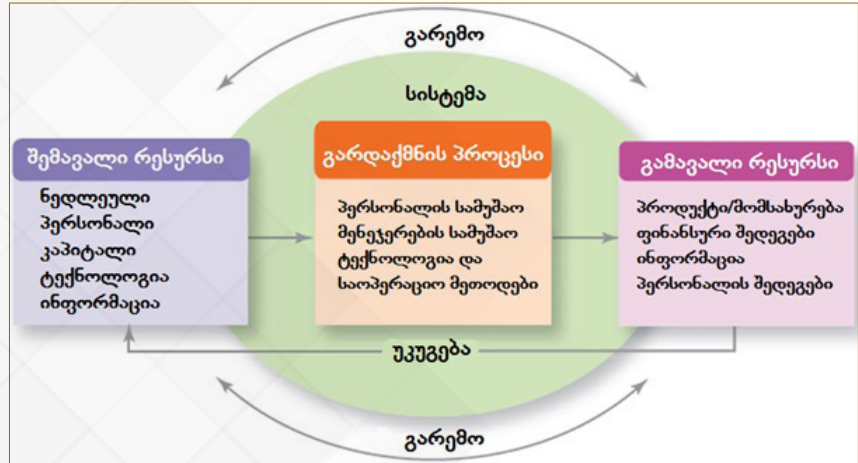 გარემო
სისტემა
შემავალი რესურსი
ნედლეული
პერსონალი
კაპიტალი
ტექნოლოგია
ინფორმაცია
გარდაქმნის პროცესი
პერსონალის სამუშაო
მენეჯერების სამუშაო
ტექნოლოგია და
საოპერაციო მეთოდები
გამავალი რესურსი
პროდუქტი/მომსახურება
ფინანსური შედეგები
ინფორმაცია
პერსონალის შედეგები
უკუგება
გარემო